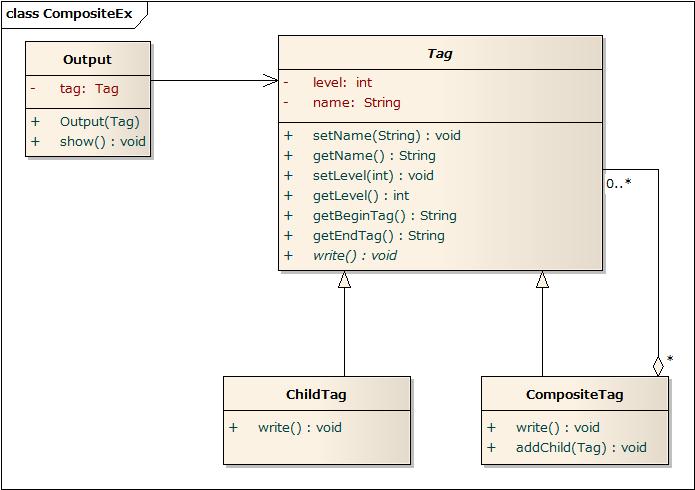 class CompositeEx
Output
- tag: Tag
+ Output(Tag)
+ show() : void
Tag
- level: int
- name: String
+ setName(String) : void
+ getName() : String
+ setLevel(int) : void
+ getLevel() : int
+ getBeginTag() : String
+ getEndTag() : String
+ write() : void
0..*
*
ChildTag
+ write() : void
CompositeTag
+ write() : void
+ addChild(Tag) : void